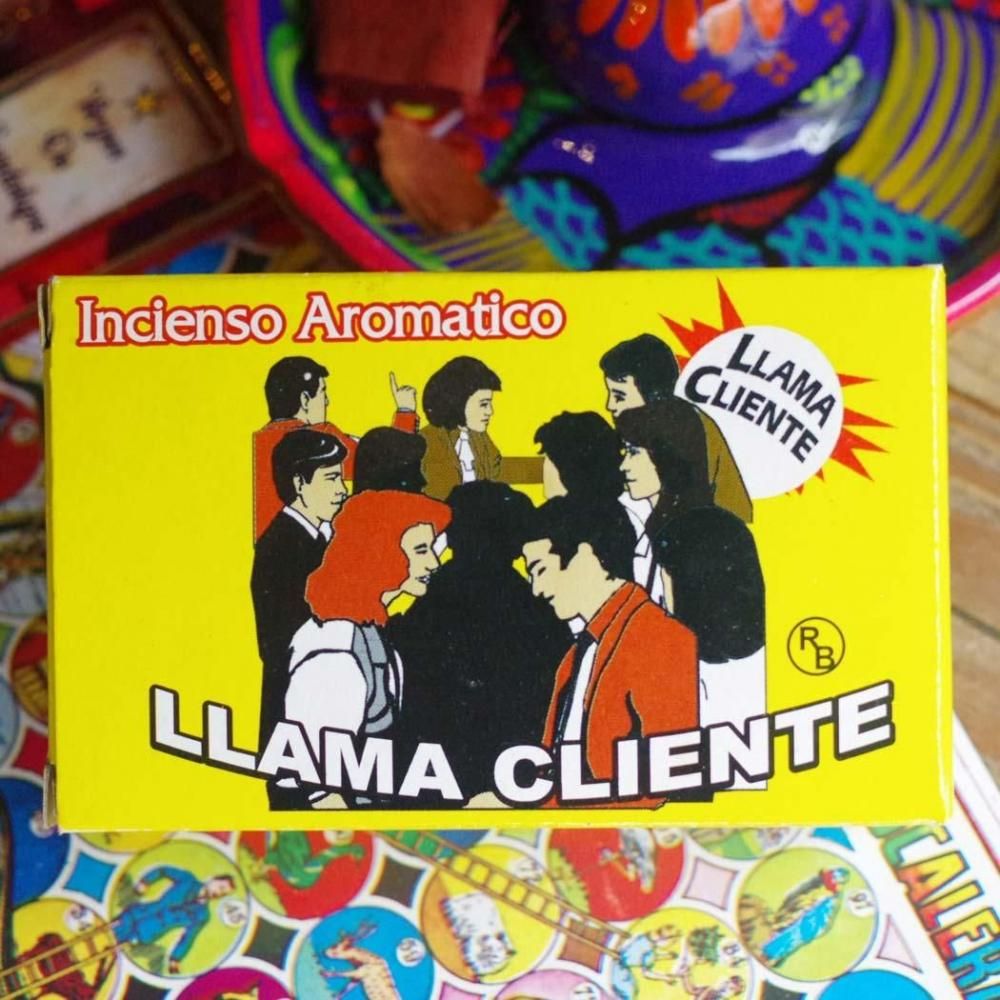 Incienso Aromatico
LLAMA
CLIENTE
RB
LLAMA CLIENTE